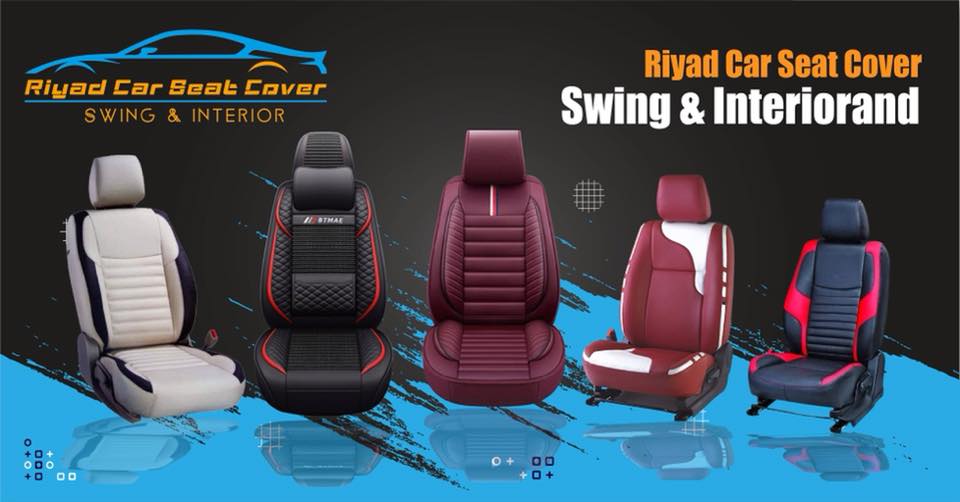 Riyad Car Seat Cover
SWING & INTERIOR
Riyad Car Seat Cover
Swing & Interiorand
BTMAE